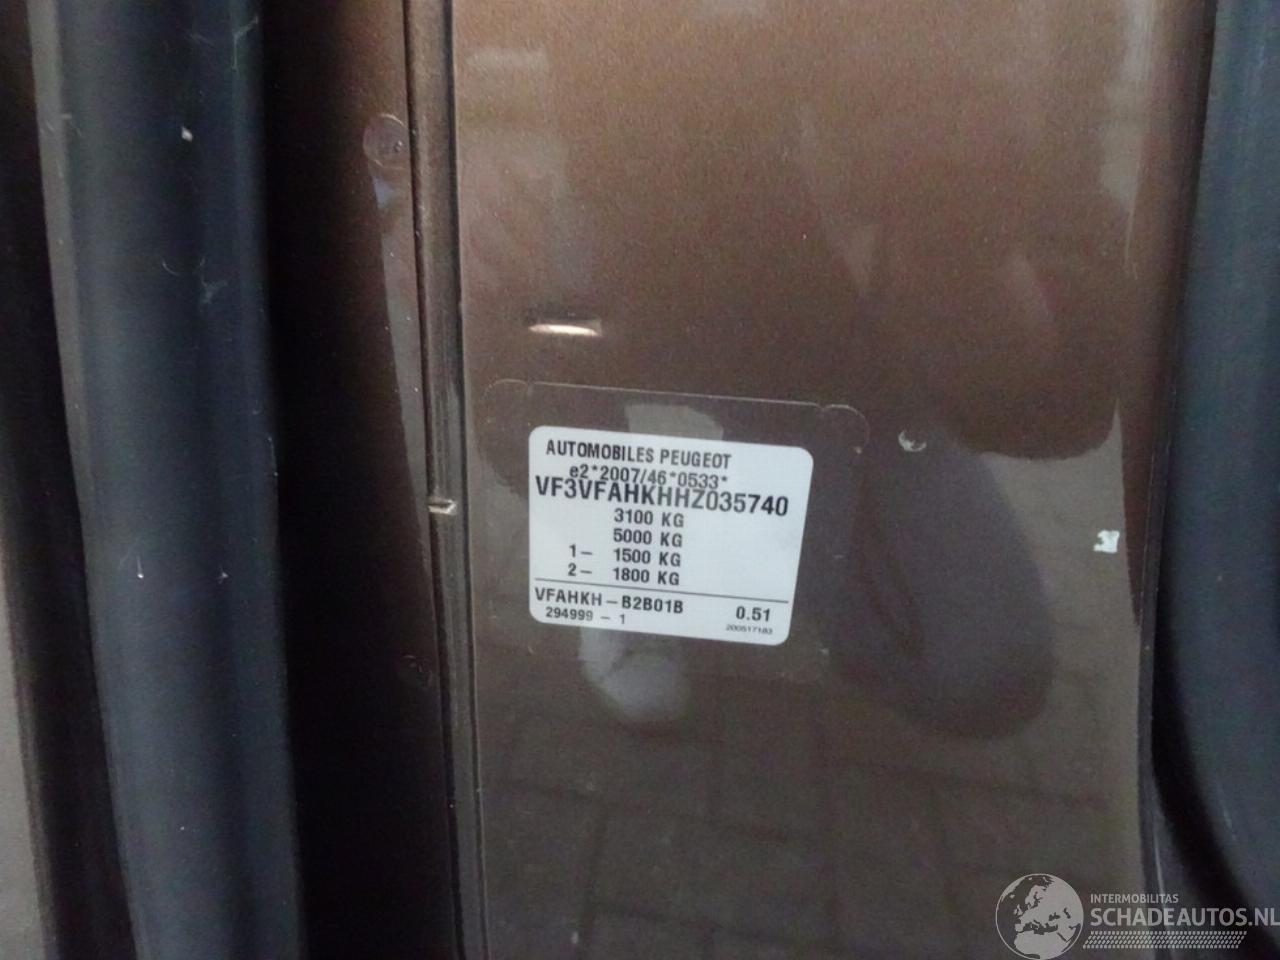 AUTOMOBILES PEUGEOT
e2*2007/46*0533*
VF3VFAHKHHZ035740
3100 KG
5000 KG
1- 1500 KG
2- 1800 KG
VFAHKH-B2B01B 0.51
294999 - 1 200517183
INTERMOBILITAS
SCHADEAUTOS.NL